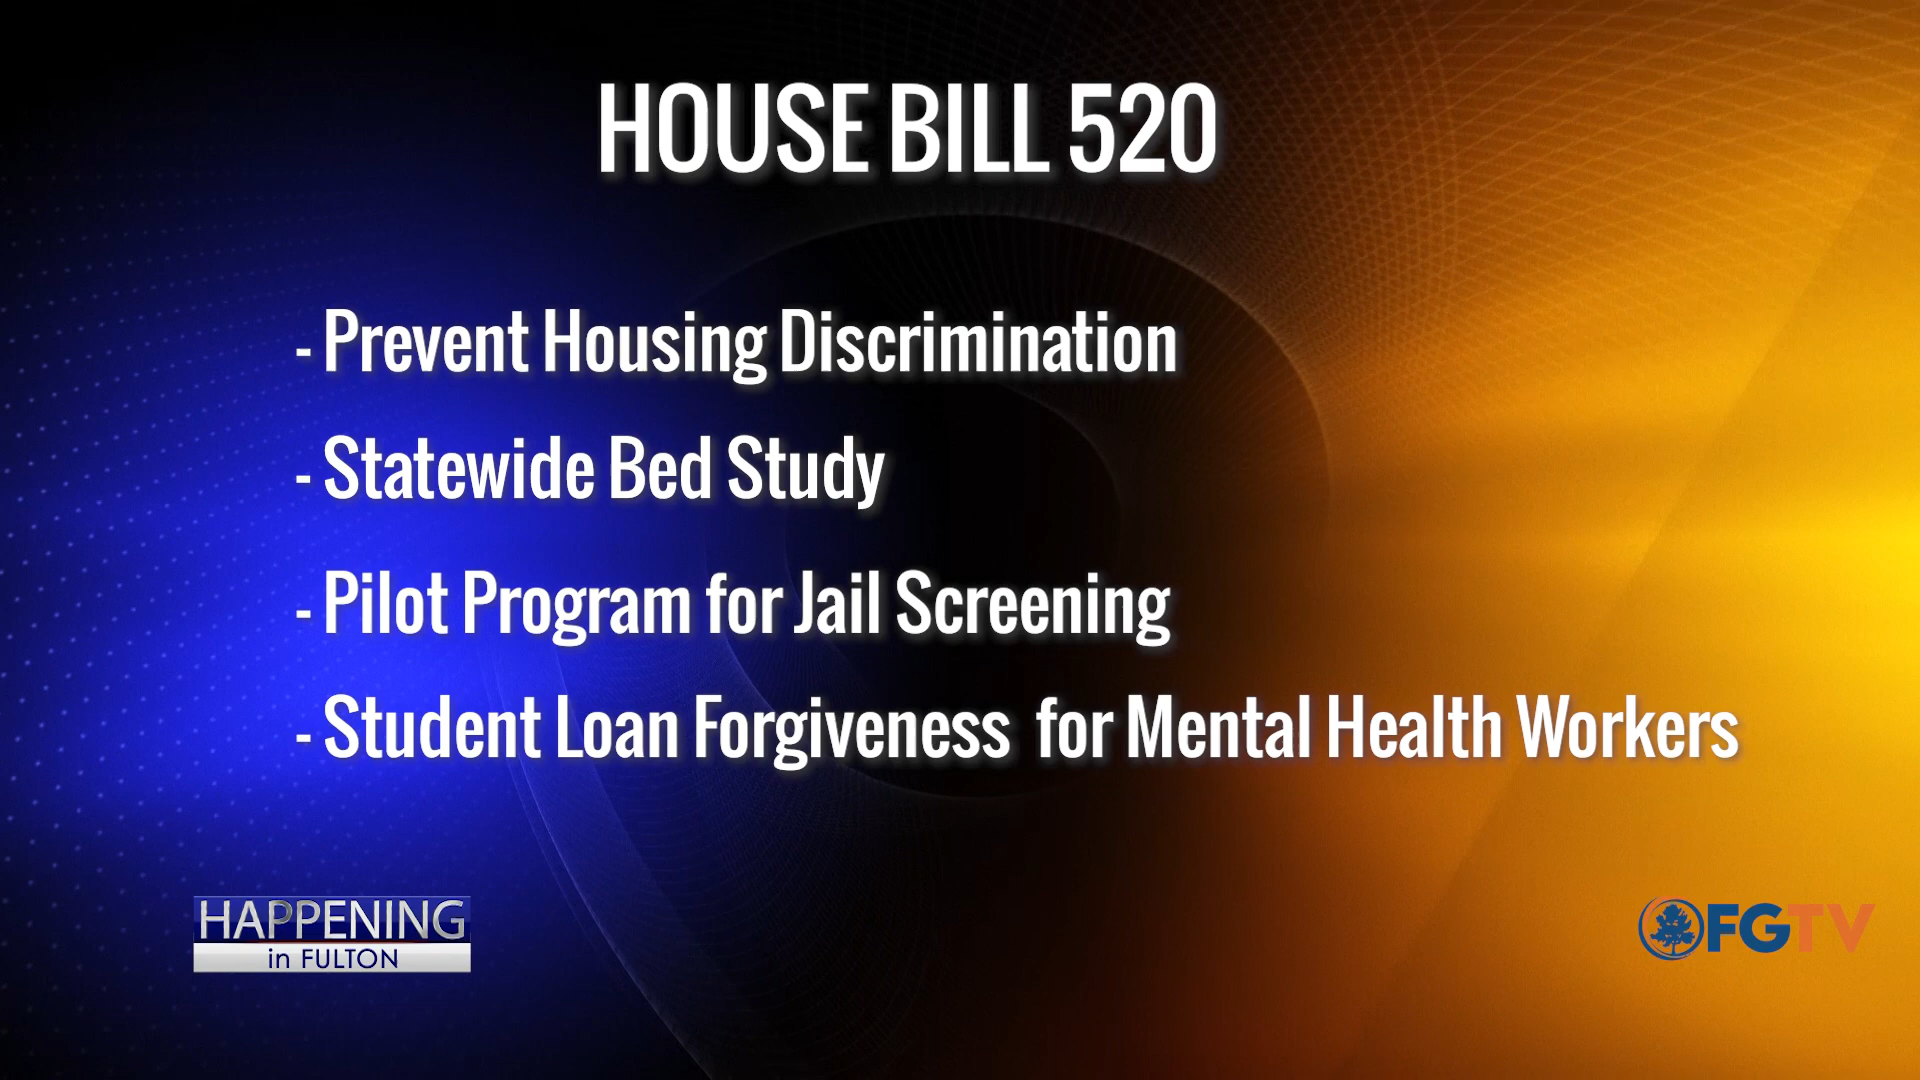 HOUSE BILL 520
- Prevent Housing Discrimination
- Statewide Bed Study
- Pilot Program for Jail Screening
- Student Loan Forgiveness  for Mental Health Workers
HAPPENING
in FULTON
FGTV